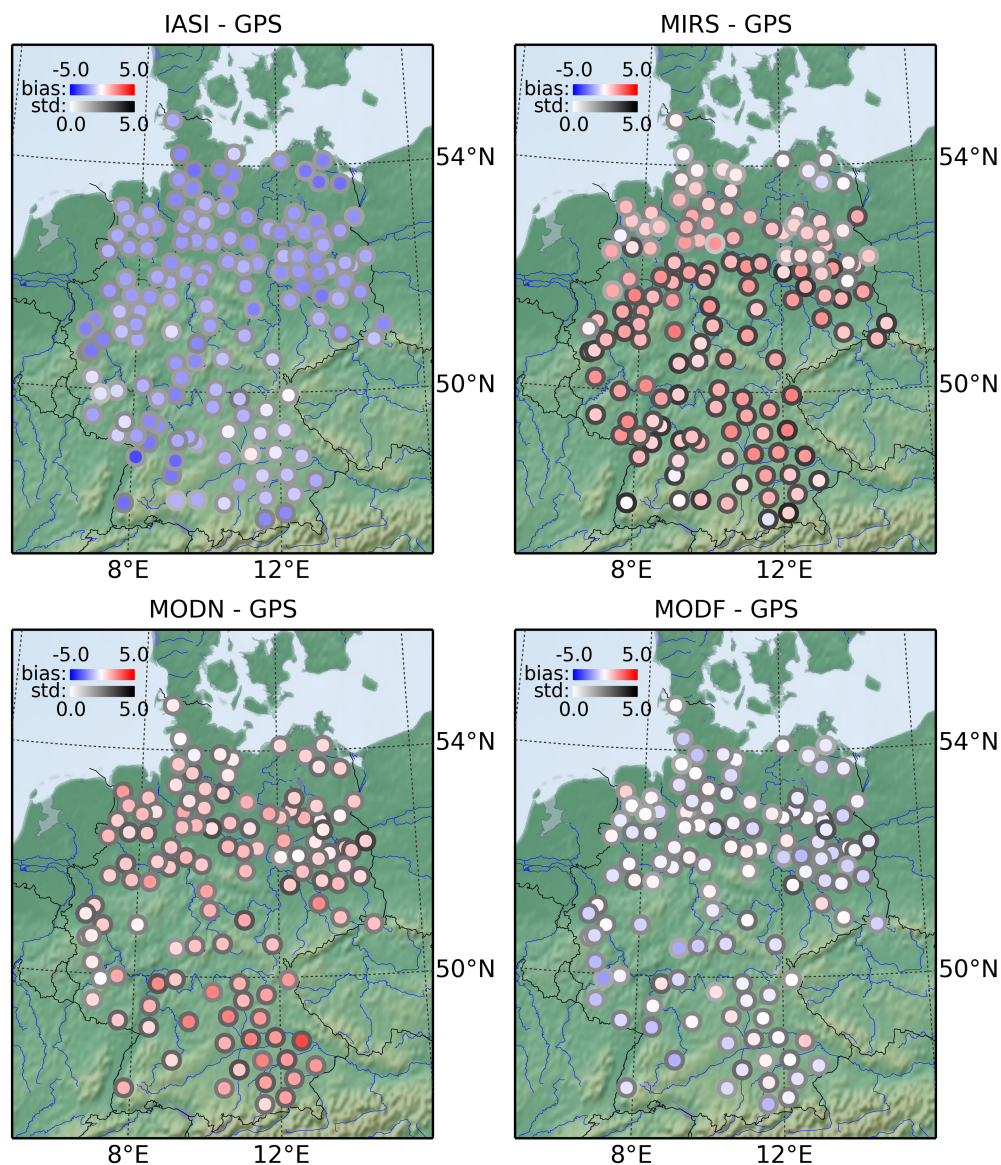 IASI - GPS
-5.0 5.0
bias:
std:
0.0 5.0
54°N
50°N
8°E 12°E
MIRS - GPS
-5.0 5.0
bias:
std:
0.0 5.0
54°N
50°N
8°E 12°E
MODN - GPS
-5.0 5.0
bias:
std:
0.0 5.0
54°N
50°N
8°E 12°E
MODF - GPS
-5.0 5.0
bias:
std:
0.0 5.0
54°N
50°N
8°E 12°E